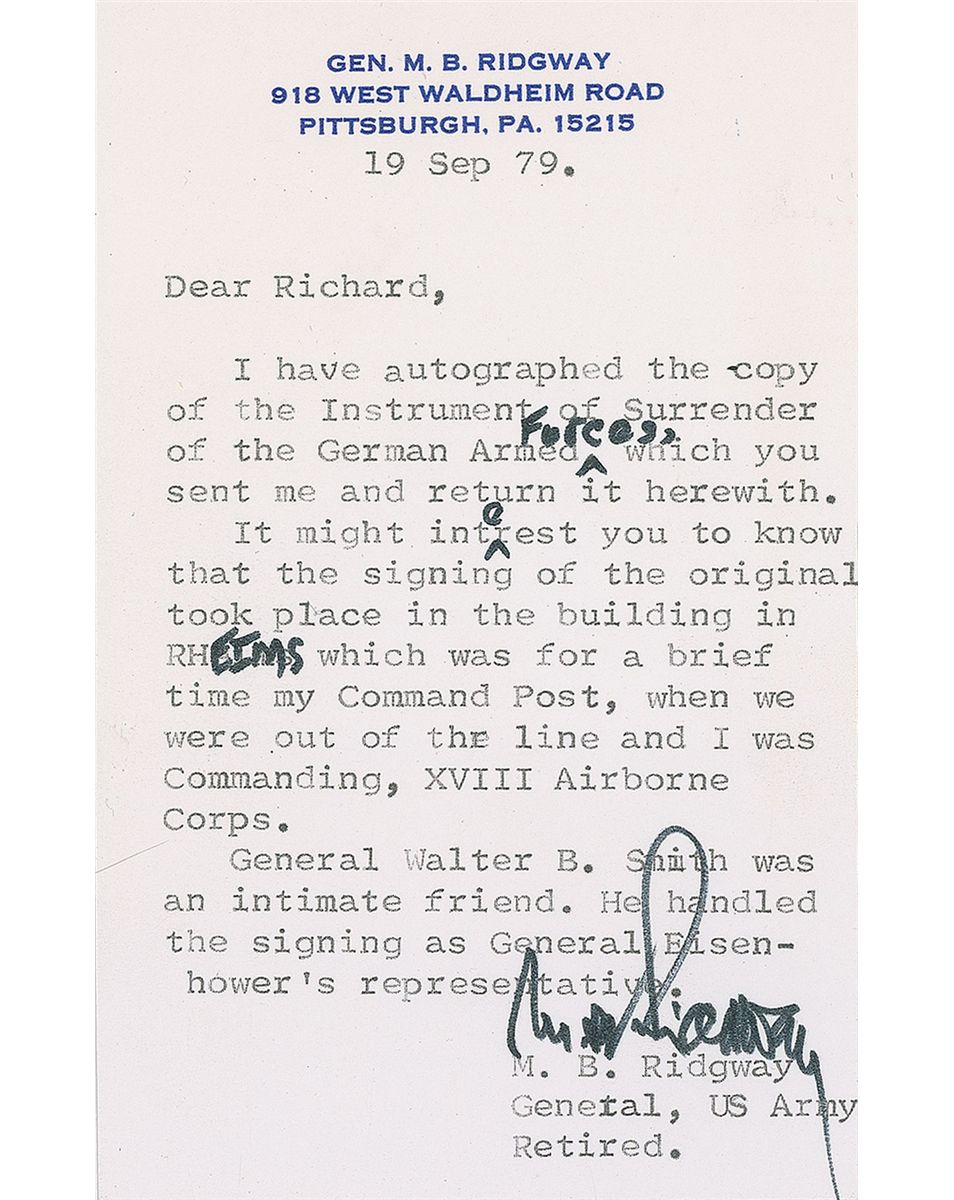 GEN. M. B. RIDGWAY
918 WEST WALDHEIM ROAD
PITTSBURGH, PA. 15215
19 Sep 79.
Dear Richard,
I have autographed the copy
of the Instrument of Surrender
of the German Armed Forces, which you
sent me and return it herewith.
It might interest you to know
that the signing of the original
took place in the building in
RHEIMS which was for a brief
time my Command Post, when we
were out of the line and I was
Commanding, XVIII Airborne
Corps.
General Walter B. Smith was
an intimate friend. He handled
the signing as General Eisen-
hower's representative.
M B Ridgway
M. B. Ridgway
General, US Army
Retired.